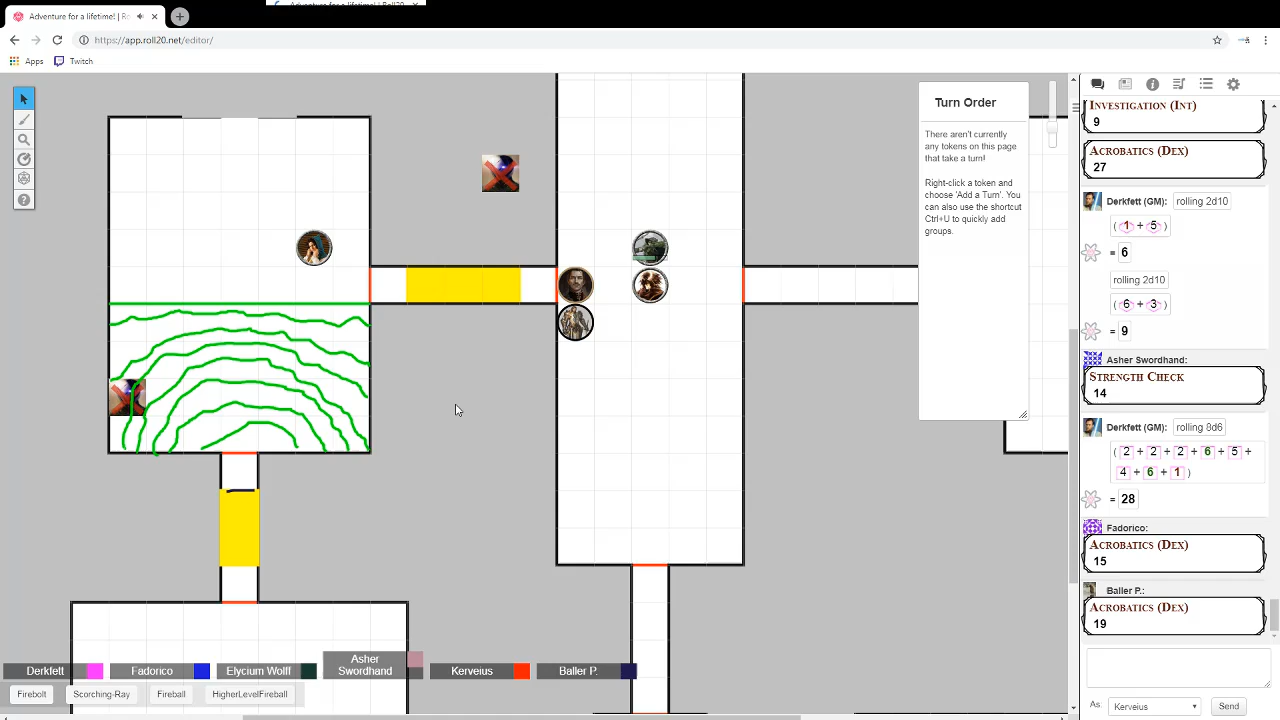 Adventure for a lifetime! | Ro
Adventure for a lifetime! | Roll20
https://app.roll20.net/editor/
Apps
Twitch
Turn Order
There aren't currently
any tokens on this page
that take a turn!
Right-click a token and
choose 'Add a Turn'. You
can also use the shortcut
Ctrl+U to quickly add
groups.
Investigation (Int)
9
Acrobatics (Dex)
27
Derkfett (GM): rolling 2d10
( 1 + 5 )
= 6
rolling 2d10
( 6 + 3 )
= 9
Asher Swordhand:
Strength Check
14
Derkfett (GM): rolling 8d6
( 2 + 2 + 2 + 6 + 5 +
4 + 6 + 1 )
= 28
Fadorico:
Acrobatics (Dex)
15
Baller P.:
Acrobatics (Dex)
19
As: Kerveius Send
Derkfett
Fadorico
Elycium Wolff
Asher
Swordhand
Kerveius
Baller P.
Firebolt
Scorching-Ray
Fireball
HigherLevelFireball